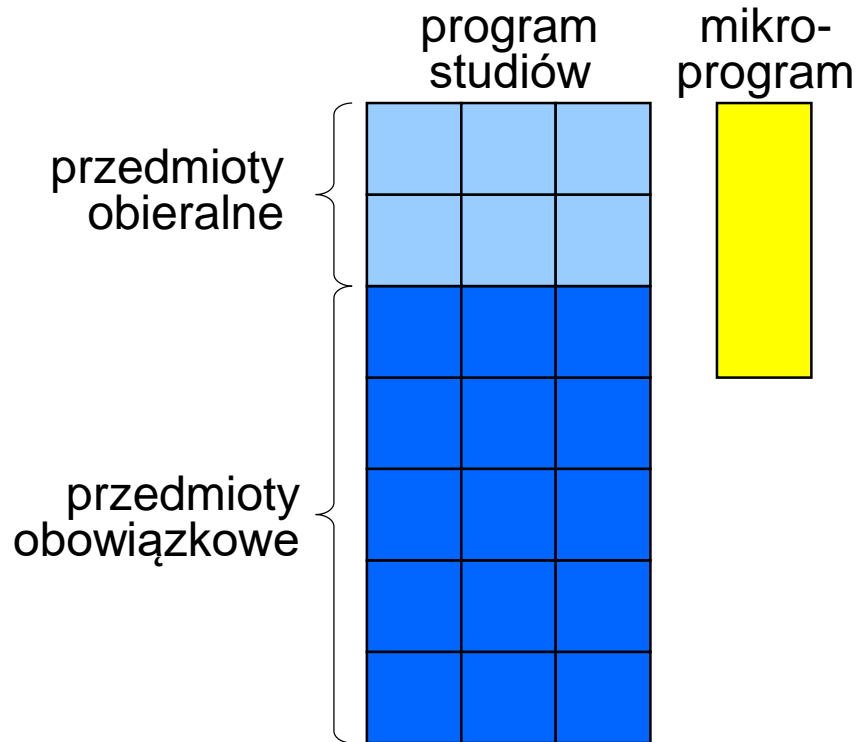 program
studiów
mikro-
program
przedmioty
obieralne
przedmioty
obowiązkowe